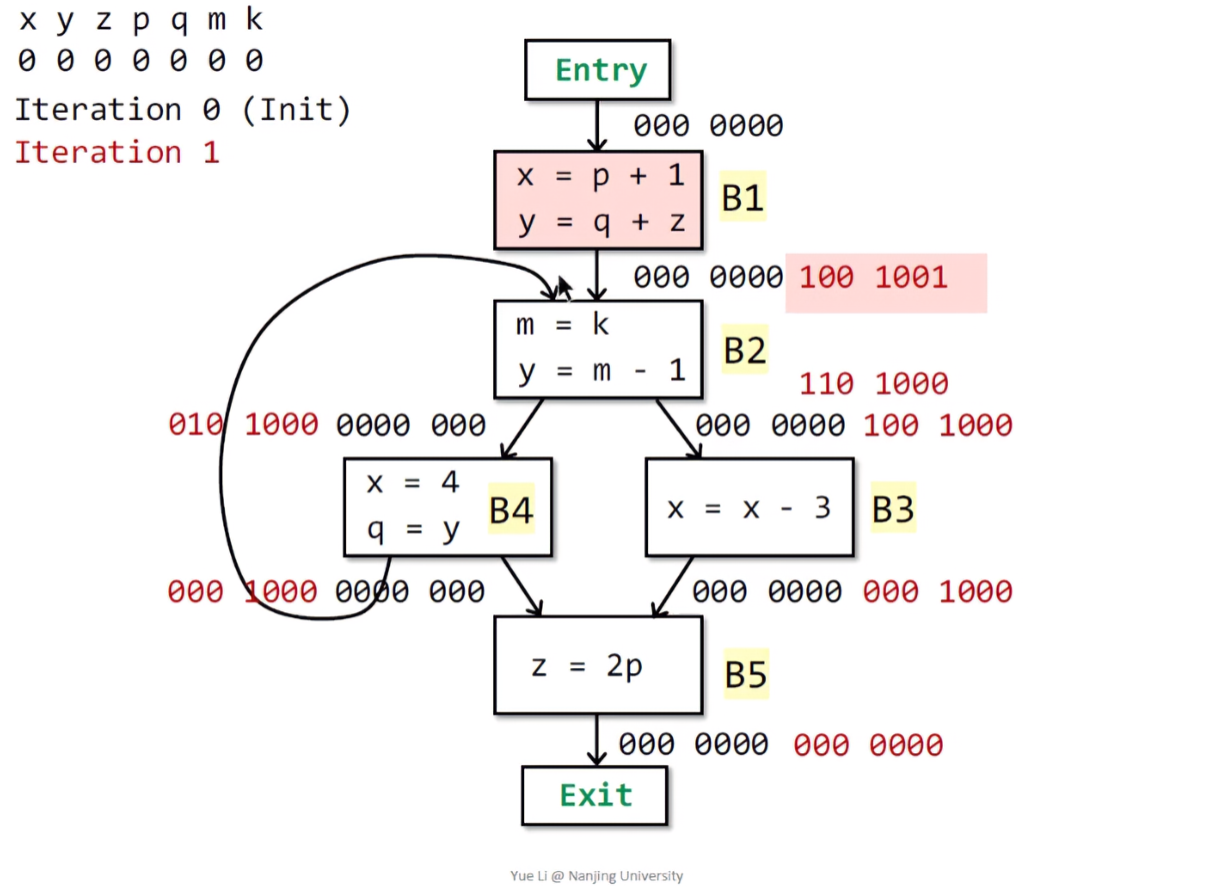 x y z p q m k
0 0 0 0 0 0 0
Iteration 0 (Init)
Iteration 1
Entry
000 0000
x = p + 1
y = q + z
B1
000 0000 100 1001
m = k
y = m - 1
B2
110 1000
010 1000 0000 000
000 0000 100 1000
x = 4
q = y
B4
x = x - 3
B3
000 1000 0000 000
000 0000 000 1000
z = 2p
B5
000 0000 000 0000
Exit
Yue Li @ Nanjing University